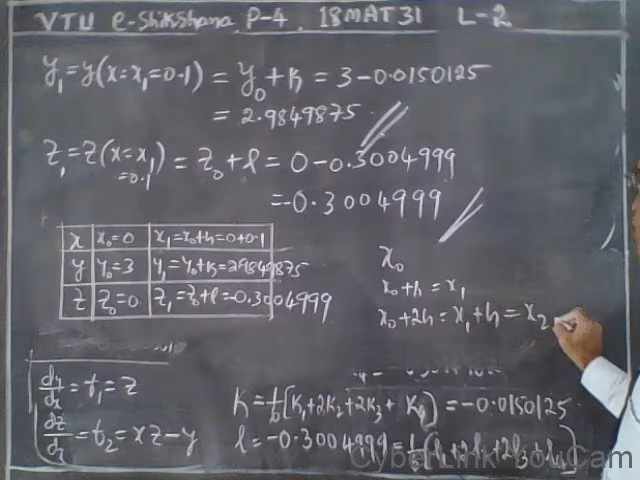 VTU e-Shikshana P-4 18MAT31 L-2
y₁=y(x=x₁=0.1) = y₀+k = 3-0.0150125
= 2.9849875
z₁=z(x=x₁=0.1) = z₀+l = 0-0.3004999
=-0.3004999
x x₀=0 x₁=x₀+h=0+0.1
y y₀=3 y₁=y₀+k=2.9849875
z z₀=0 z₁=z₀+l=-0.3004999
x₀
x₀+h = x₁
x₀+2h = x₁+h = x₂
dy/dx = f₁ = z
dz/dx = f₂ = xz-y
k = 1/6[k₁+2k₂+2k₃+k₄] = -0.0150125
l = -0.3004999 = 1/6(l₁+2l₂+2l₃+l₄)
CyberLink YouCam